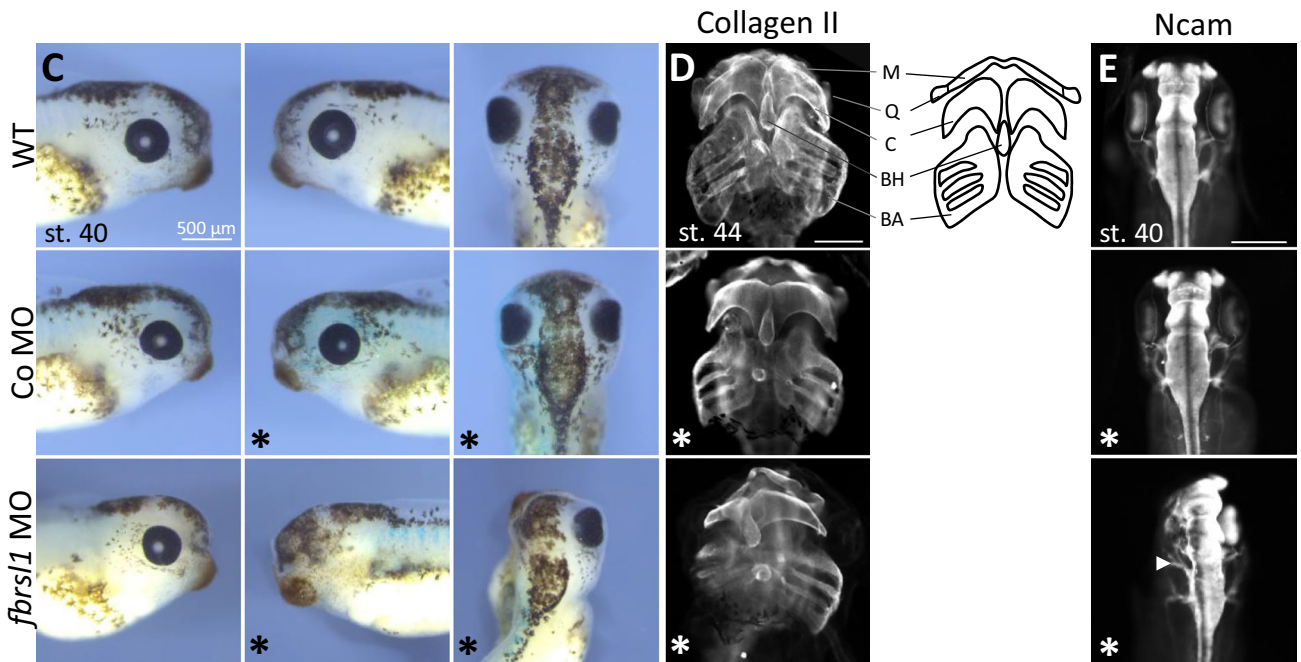 Collagen II
Ncam
C
D
E
WT
st. 40
500 µm
st. 44
M
Q
C
BH
BA
st. 40
Co MO
*
*
*
*
fbrsl1 MO
*
*
*
*